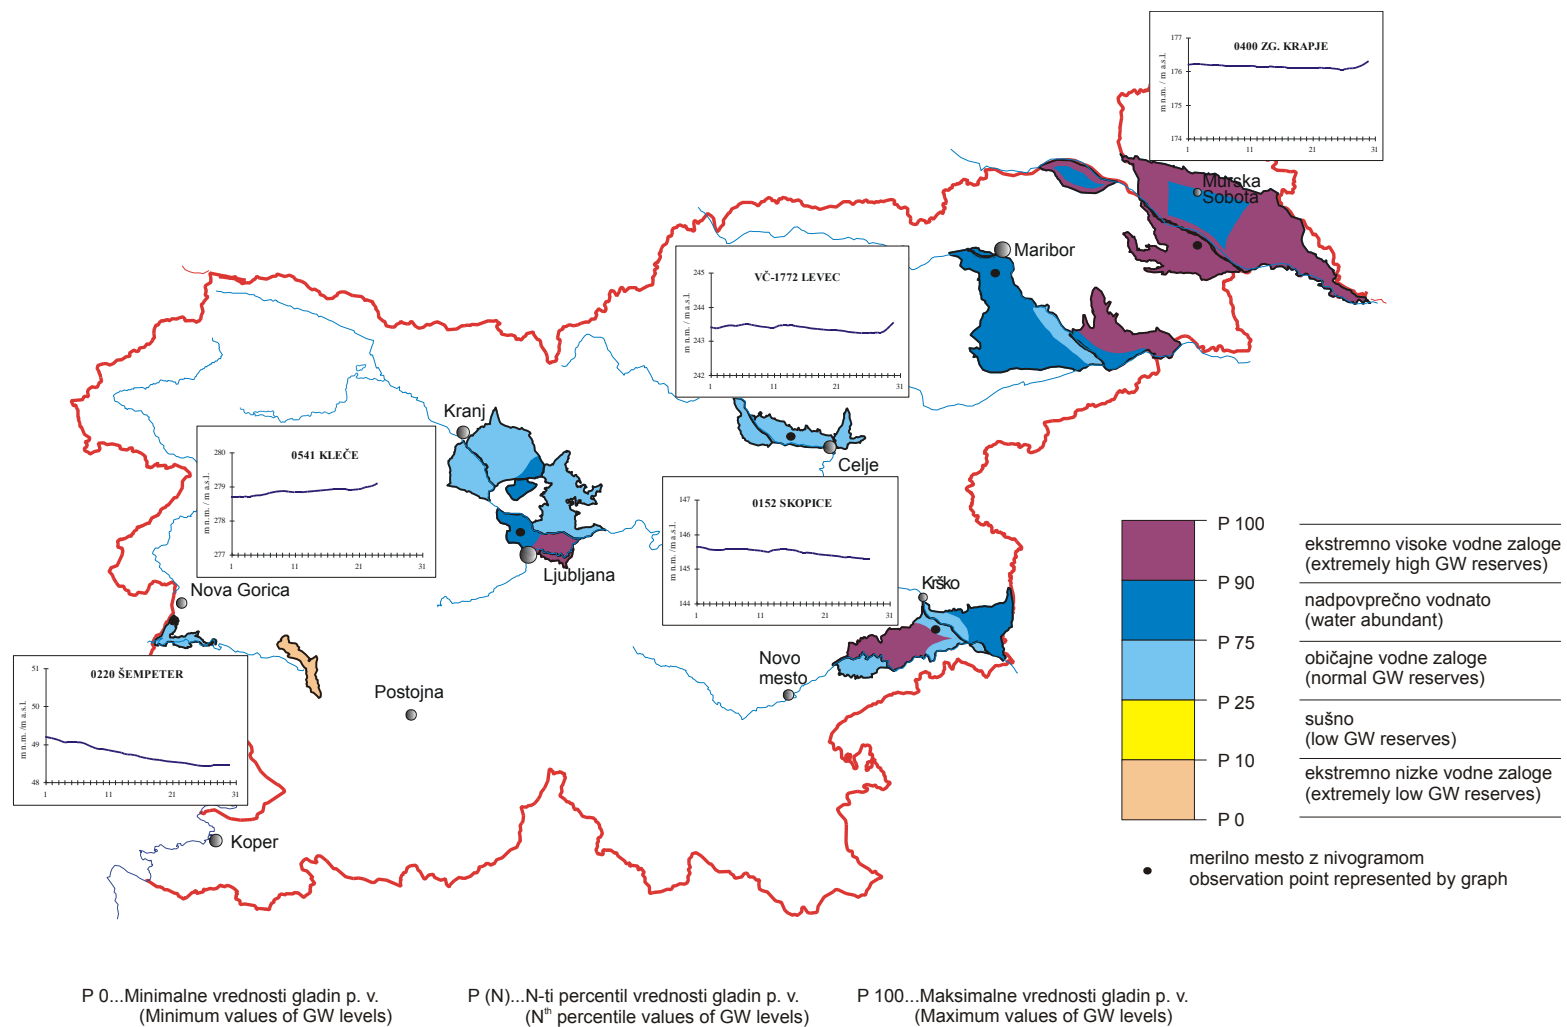 0400 ZG. KRAPJE
m n.m. / m a.s.l.
177
176
175
174
1 11 21 31
Murska
Sobota
Maribor
VČ-1772 LEVEC
m n.m. / m a.s.l.
245
244
243
242
1 11 21 31
Kranj
Celje
0541 KLEČE
m n.m. / m a.s.l.
280
279
278
277
1 11 21 31
Ljubljana
0152 SKOPICE
m n.m. /m a.s.l.
147
146
145
144
1 11 21 31
Nova Gorica
Krško
Novo
mesto
Postojna
0220 ŠEMPETER
m n.m. /m a.s.l.
51
50
49
48
1 11 21 31
Koper
P 100
ekstremno visoke vodne zaloge
(extremely high GW reserves)
P 90
nadpovprečno vodnato
(water abundant)
P 75
običajne vodne zaloge
(normal GW reserves)
P 25
sušno
(low GW reserves)
P 10
ekstremno nizke vodne zaloge
(extremely low GW reserves)
P 0
merilno mesto z nivogramom
observation point represented by graph
P 0...Minimalne vrednosti gladin p. v.
(Minimum values of GW levels)
P (N)...N-ti percentil vrednosti gladin p. v.
(Nth percentile values of GW levels)
P 100...Maksimalne vrednosti gladin p. v.
(Maximum values of GW levels)